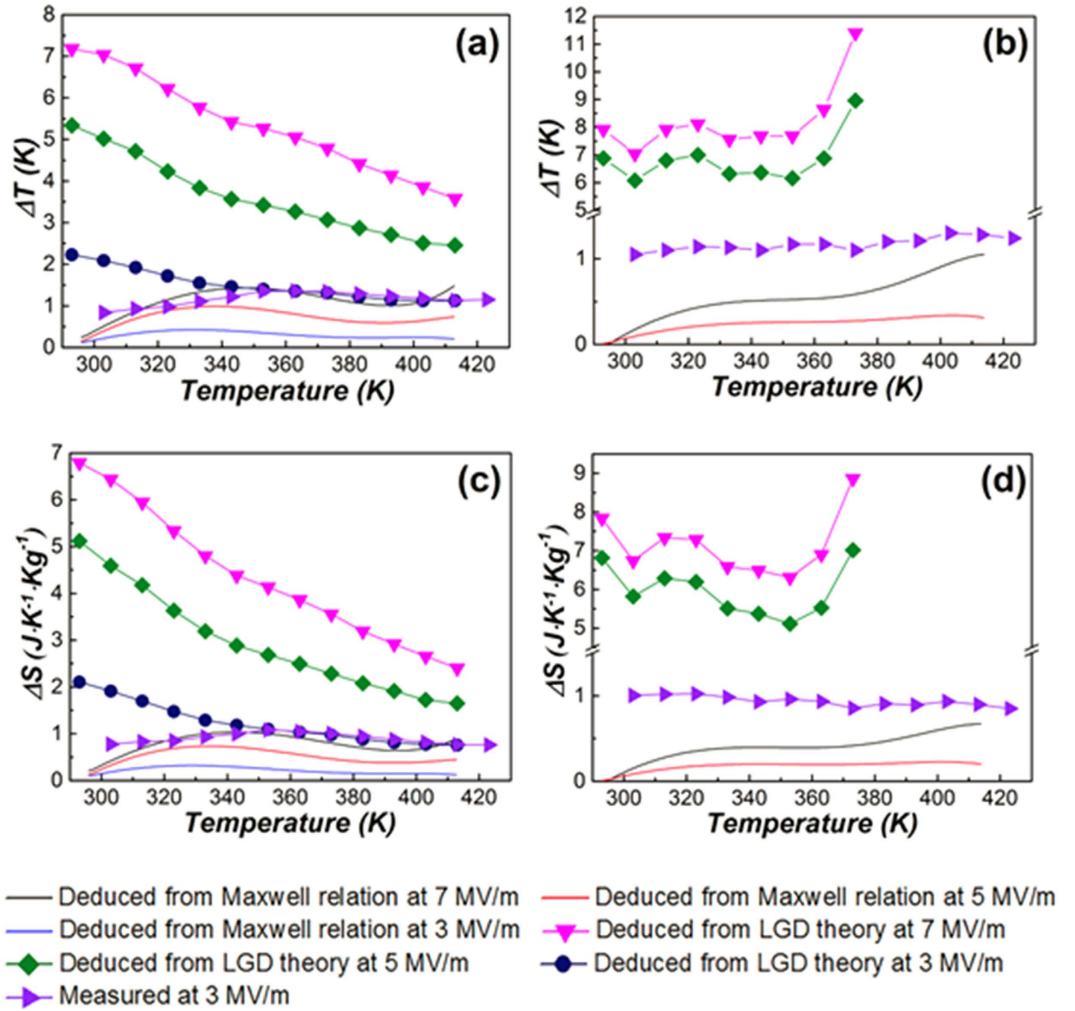 (a)
8
7
6
5
4
3
2
1
0
ΔT (K)
300 320 340 360 380 400 420
Temperature (K)
(b)
12
11
10
9
8
7
6
5
1
0
ΔT (K)
300 320 340 360 380 400 420
Temperature (K)
(c)
7
6
5
4
3
2
1
0
ΔS (J·K⁻¹·Kg⁻¹)
300 320 340 360 380 400 420
Temperature (K)
(d)
9
8
7
6
5
1
0
ΔS (J·K⁻¹·Kg⁻¹)
300 320 340 360 380 400 420
Temperature (K)
Deduced from Maxwell relation at 7 MV/m
Deduced from Maxwell relation at 5 MV/m
Deduced from Maxwell relation at 3 MV/m
Deduced from LGD theory at 7 MV/m
Deduced from LGD theory at 5 MV/m
Deduced from LGD theory at 3 MV/m
Measured at 3 MV/m